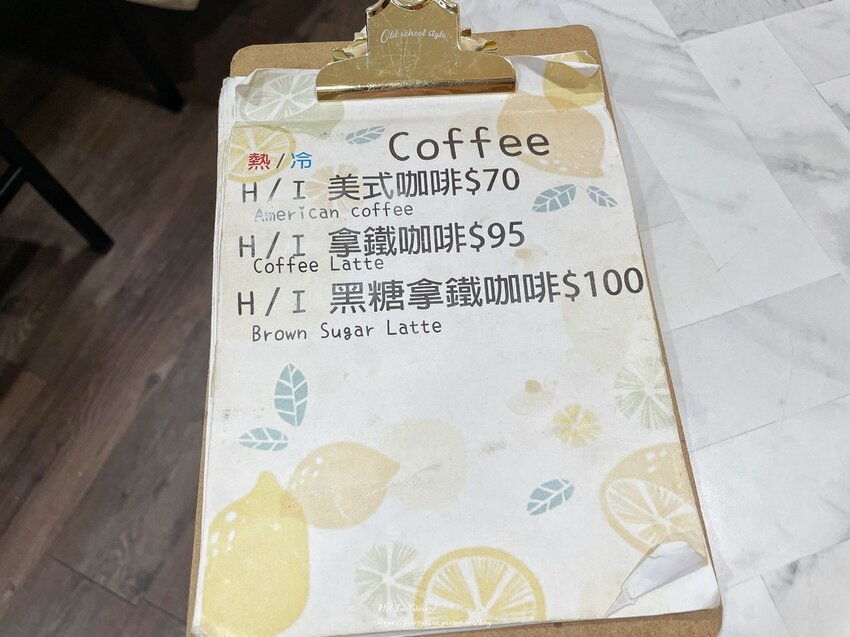 Old school style
Coffee
熱/冷
H/I 美式咖啡$70
American coffee
H/I 拿鐵咖啡$95
Coffee Latte
H/I 黑糖拿鐵咖啡$100
Brown Sugar Latte